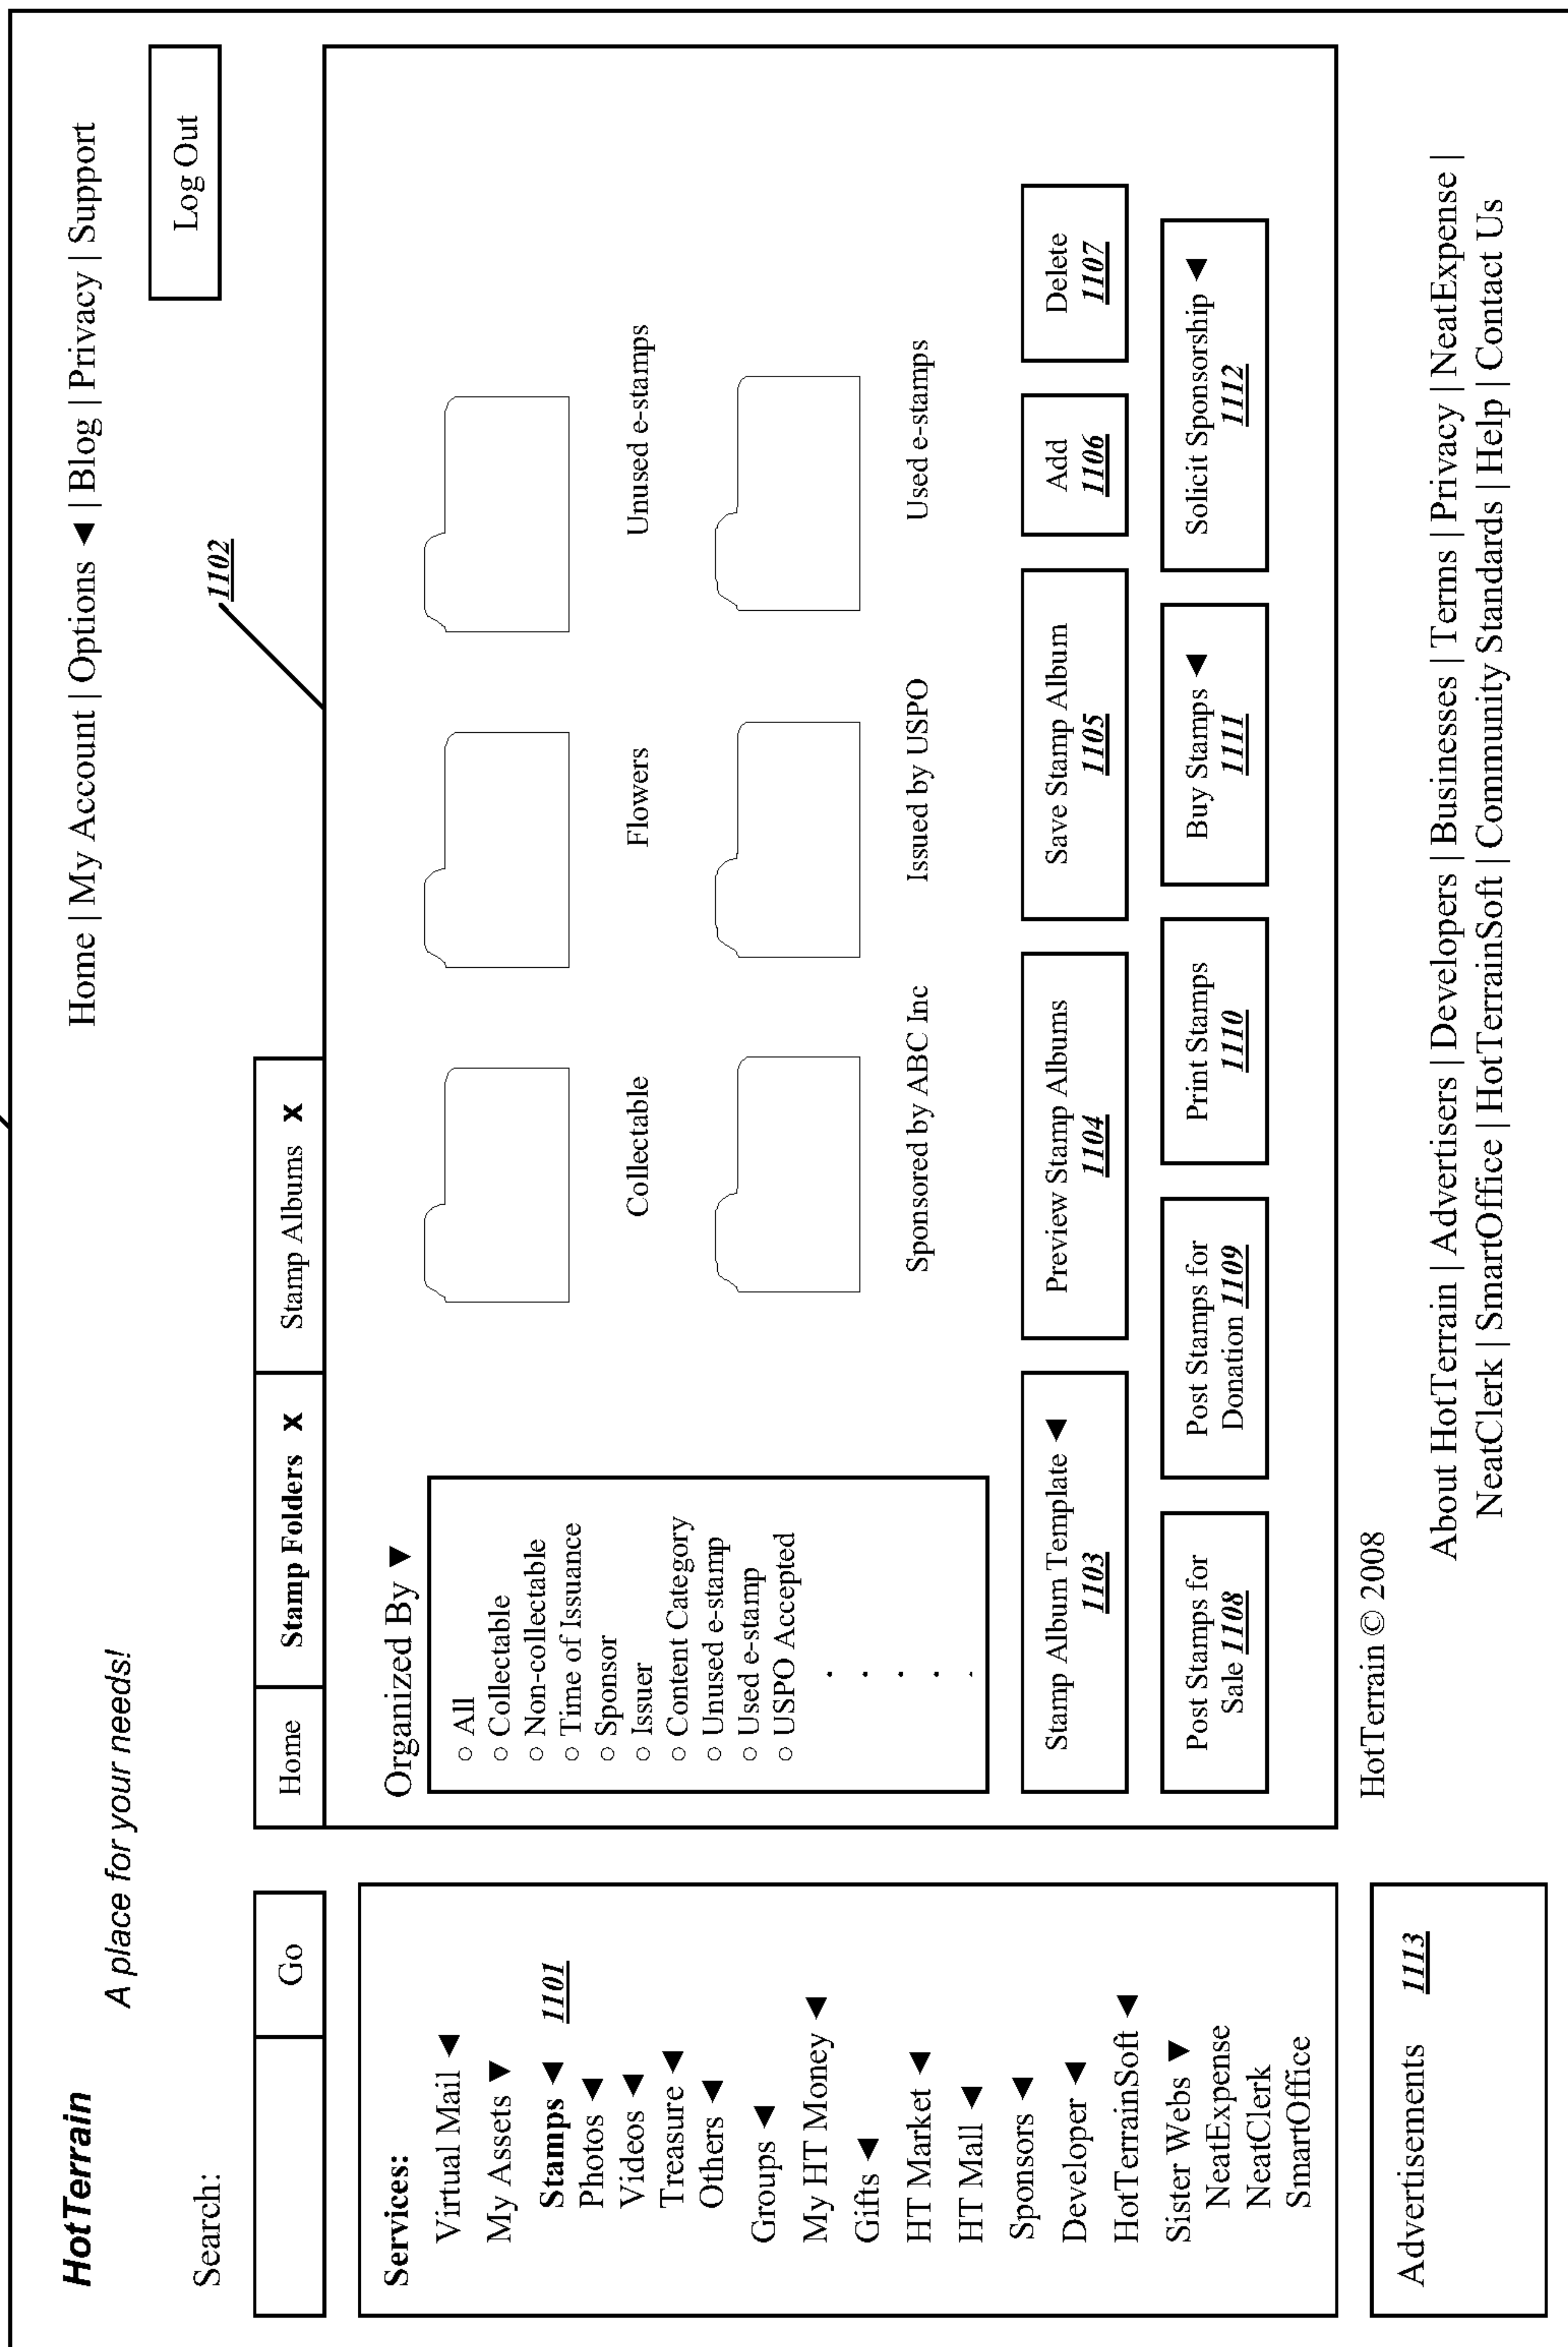 HotTerrain
A place for your needs!
Home | My Account | Options ◄ | Blog | Privacy | Support
Log Out
Search:
Go
Home
Stamp Folders X
Stamp Albums X
1102
Services:
Virtual Mail ◄
My Assets ▼
Stamps ◄ 1101
Photos ◄
Videos ◄
Treasure ◄
Others ◄
Groups ◄
My HT Money ◄
Gifts ◄
HT Market ◄
HT Mall ◄
Sponsors ◄
Developer ◄
HotTerrainSoft ◄
Sister Webs ▼
NeatExpense
NeatClerk
SmartOffice
Organized By ▼
○ All
○ Collectable
○ Non-collectable
○ Time of Issuance
○ Sponsor
○ Issuer
○ Content Category
○ Unused e-stamp
○ Used e-stamp
○ USPO Accepted
.
.
.
.
.
Collectable
Flowers
Unused e-stamps
Sponsored by ABC Inc
Issued by USPO
Used e-stamps
Stamp Album Template ◄
1103
Preview Stamp Albums
1104
Save Stamp Album
1105
Add
1106
Delete
1107
Post Stamps for
Sale 1108
Post Stamps for
Donation 1109
Print Stamps
1110
Buy Stamps ◄
1111
Solicit Sponsorship ◄
1112
Advertisements 1113
HotTerrain © 2008
About HotTerrain | Advertisers | Developers | Businesses | Terms | Privacy | NeatExpense |
NeatClerk | SmartOffice | HotTerrainSoft | Community Standards | Help | Contact Us